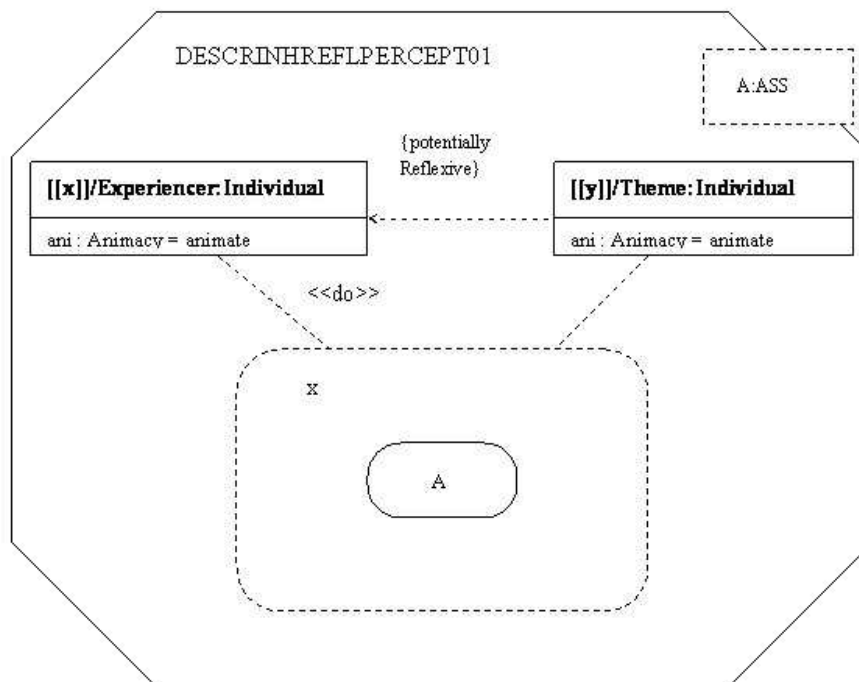 DESCRINHREFLPERCEPT01
A:ASS
{potentially
Reflexive}
[[x]]/Experiencer: Individual
[[y]]/Theme: Individual
ani : Animacy = animate
ani : Animacy = animate
<<do>>
x
A